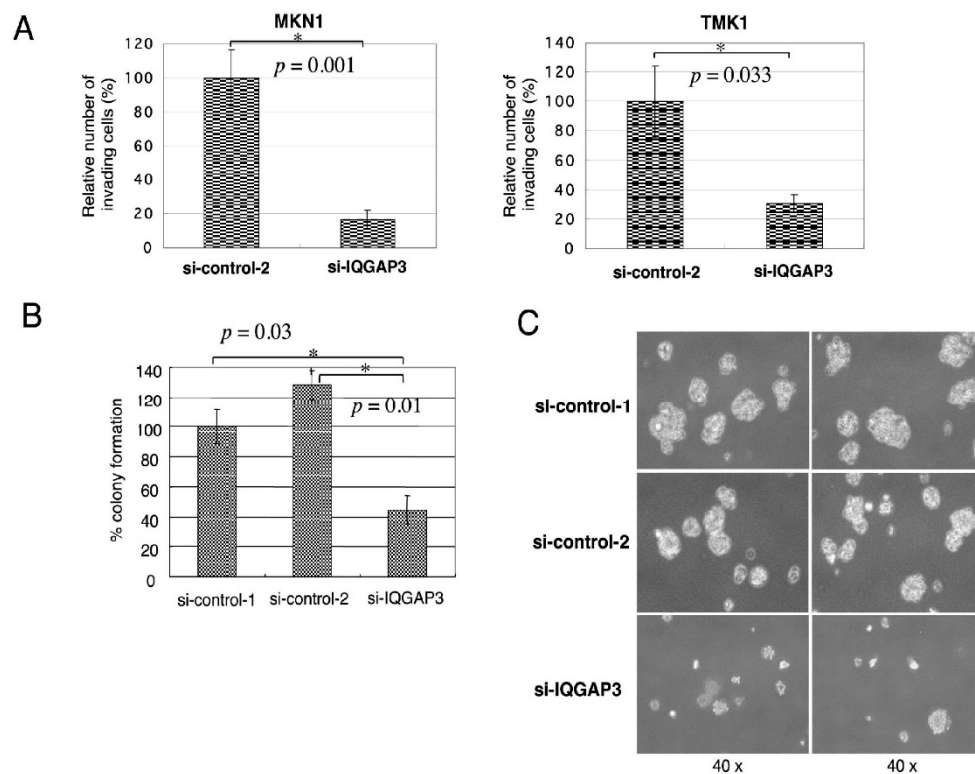 A
MKN1
Relative number of
invading cells (%)
120
100
80
60
40
20
0
*
p = 0.001
si-control-2
si-IQGAP3
TMK1
Relative number of
invading cells (%)
140
120
100
80
60
40
20
0
*
p = 0.033
si-control-2
si-IQGAP3
B
p = 0.03
*
*
p = 0.01
% colony formation
140
120
100
80
60
40
20
0
si-control-1
si-control-2
si-IQGAP3
C
si-control-1
si-control-2
si-IQGAP3
40 x
40 x